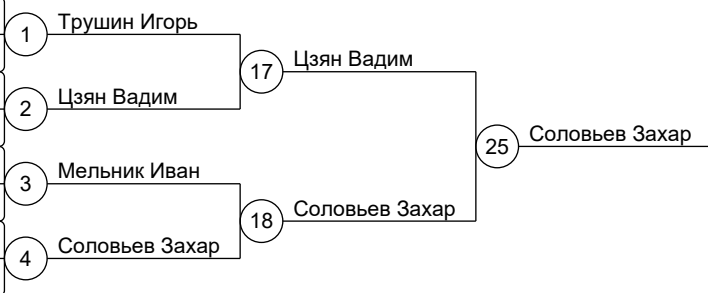 1 Трушин Игорь
17 Цзян Вадим
2 Цзян Вадим
25 Соловьев Захар
3 Мельник Иван
18 Соловьев Захар
4 Соловьев Захар